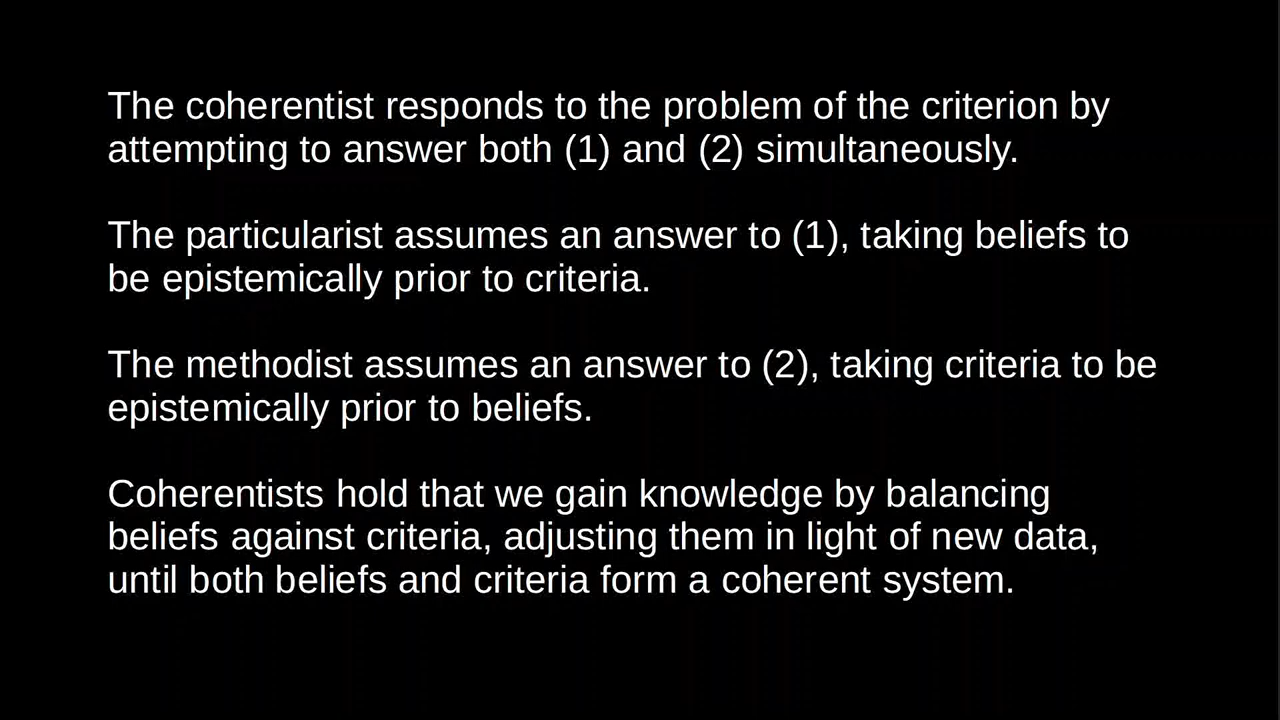 The coherentist responds to the problem of the criterion by
attempting to answer both (1) and (2) simultaneously.
The particularist assumes an answer to (1), taking beliefs to
be epistemically prior to criteria.
The methodist assumes an answer to (2), taking criteria to be
epistemically prior to beliefs.
Coherentists hold that we gain knowledge by balancing
beliefs against criteria, adjusting them in light of new data,
until both beliefs and criteria form a coherent system.